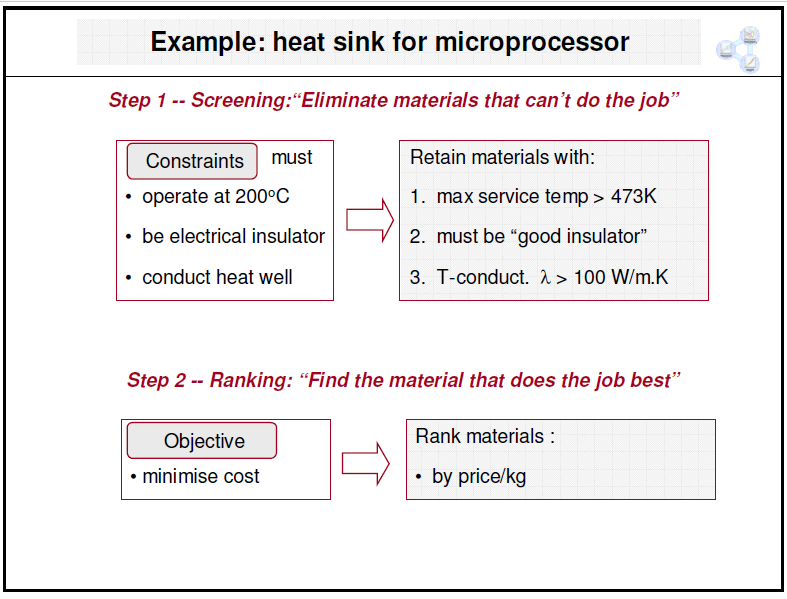 Example: heat sink for microprocessor
Step 1 -- Screening:“Eliminate materials that can’t do the job”
Constraints must
• operate at 200ºC
• be electrical insulator
• conduct heat well
Retain materials with:
1. max service temp > 473K
2. must be “good insulator”
3. T-conduct. λ > 100 W/m.K
Step 2 -- Ranking: “Find the material that does the job best”
Objective
• minimise cost
Rank materials :
• by price/kg